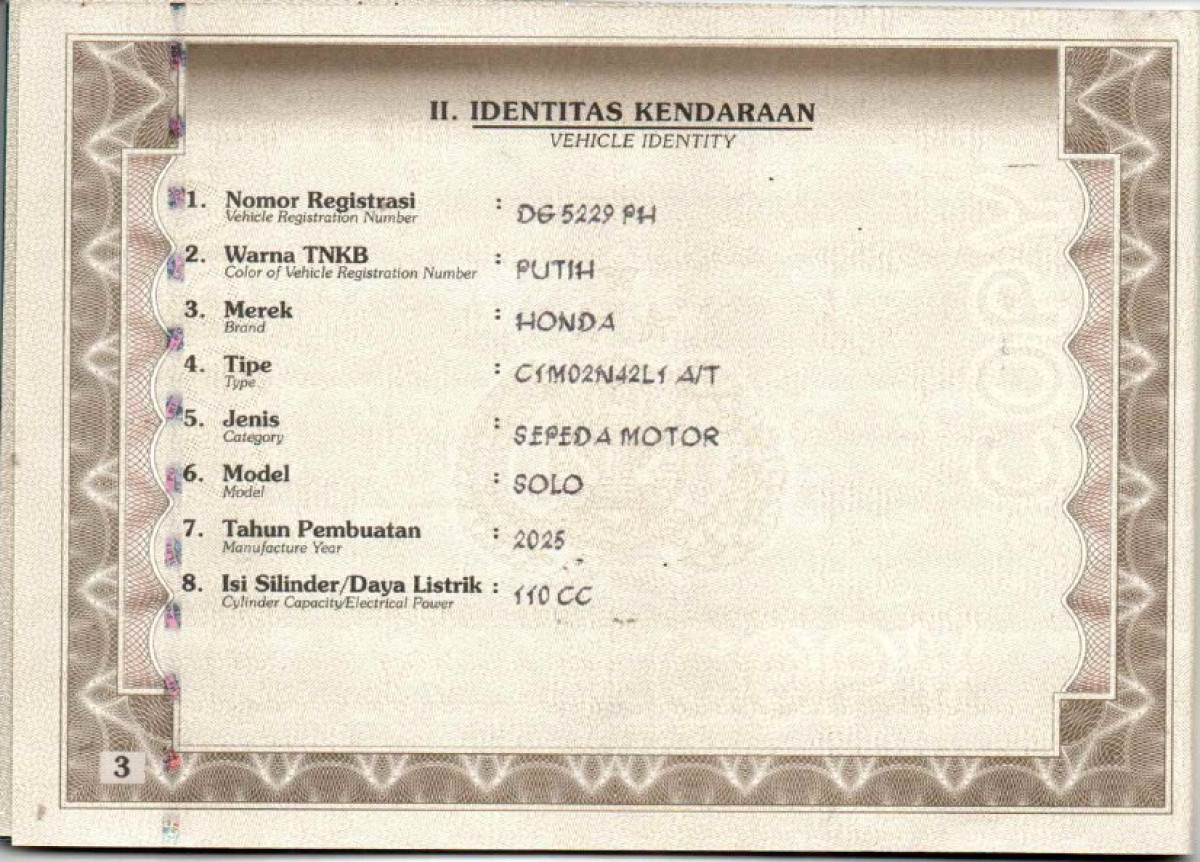 II. IDENTITAS KENDARAAN
VEHICLE IDENTITY
1. Nomor Registrasi : DG 5229 PH
Vehicle Registration Number
2. Warna TNKB : PUTIH
Color of Vehicle Registration Number
3. Merek : HONDA
Brand
4. Tipe : C1M02N42L1 A/T
Type
5. Jenis : SEPEDA MOTOR
Category
6. Model : SOLO
Model
7. Tahun Pembuatan : 2025
Manufacture Year
8. Isi Silinder/Daya Listrik : 110 CC
Cylinder Capacity/Electrical Power
3